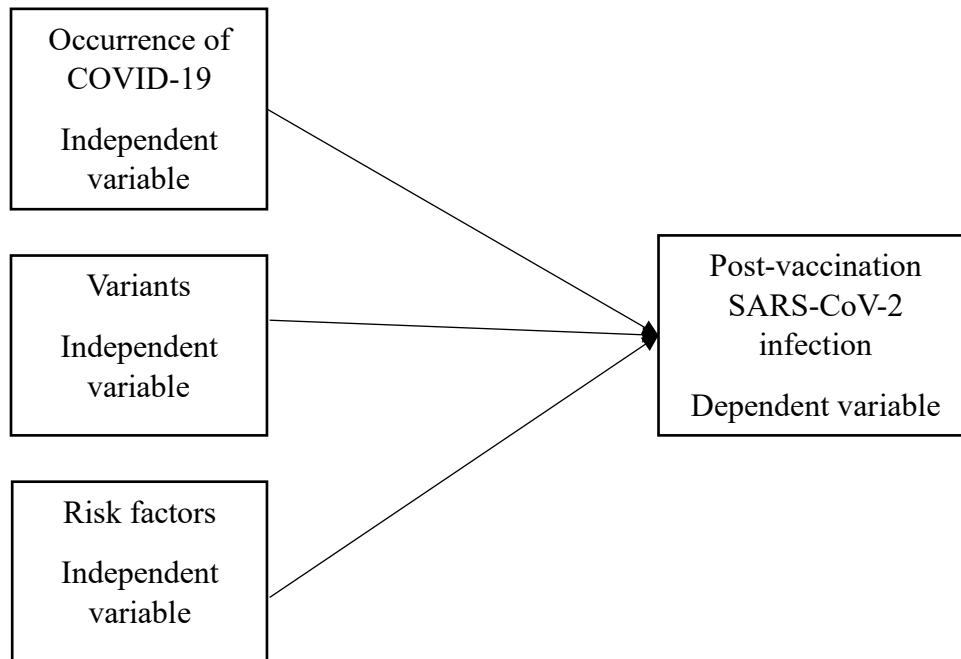 Occurrence of
COVID-19
Independent
variable
Variants
Independent
variable
Risk factors
Independent
variable
Post-vaccination
SARS-CoV-2
infection
Dependent variable